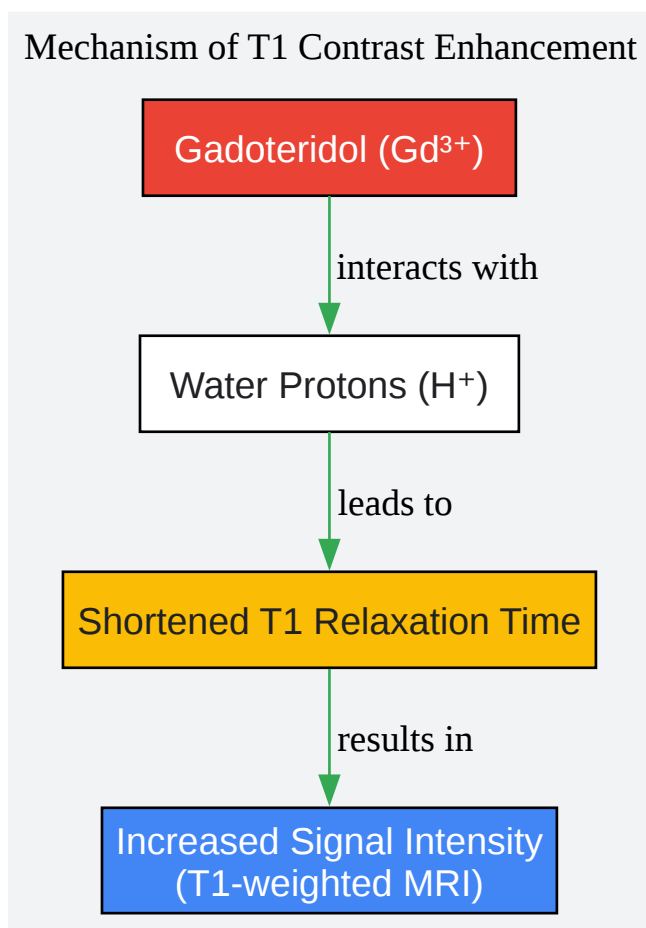 Mechanism of T1 Contrast Enhancement
Gadoteridol (Gd³⁺)
interacts with
Water Protons (H⁺)
leads to
Shortened T1 Relaxation Time
results in
Increased Signal Intensity
(T1-weighted MRI)